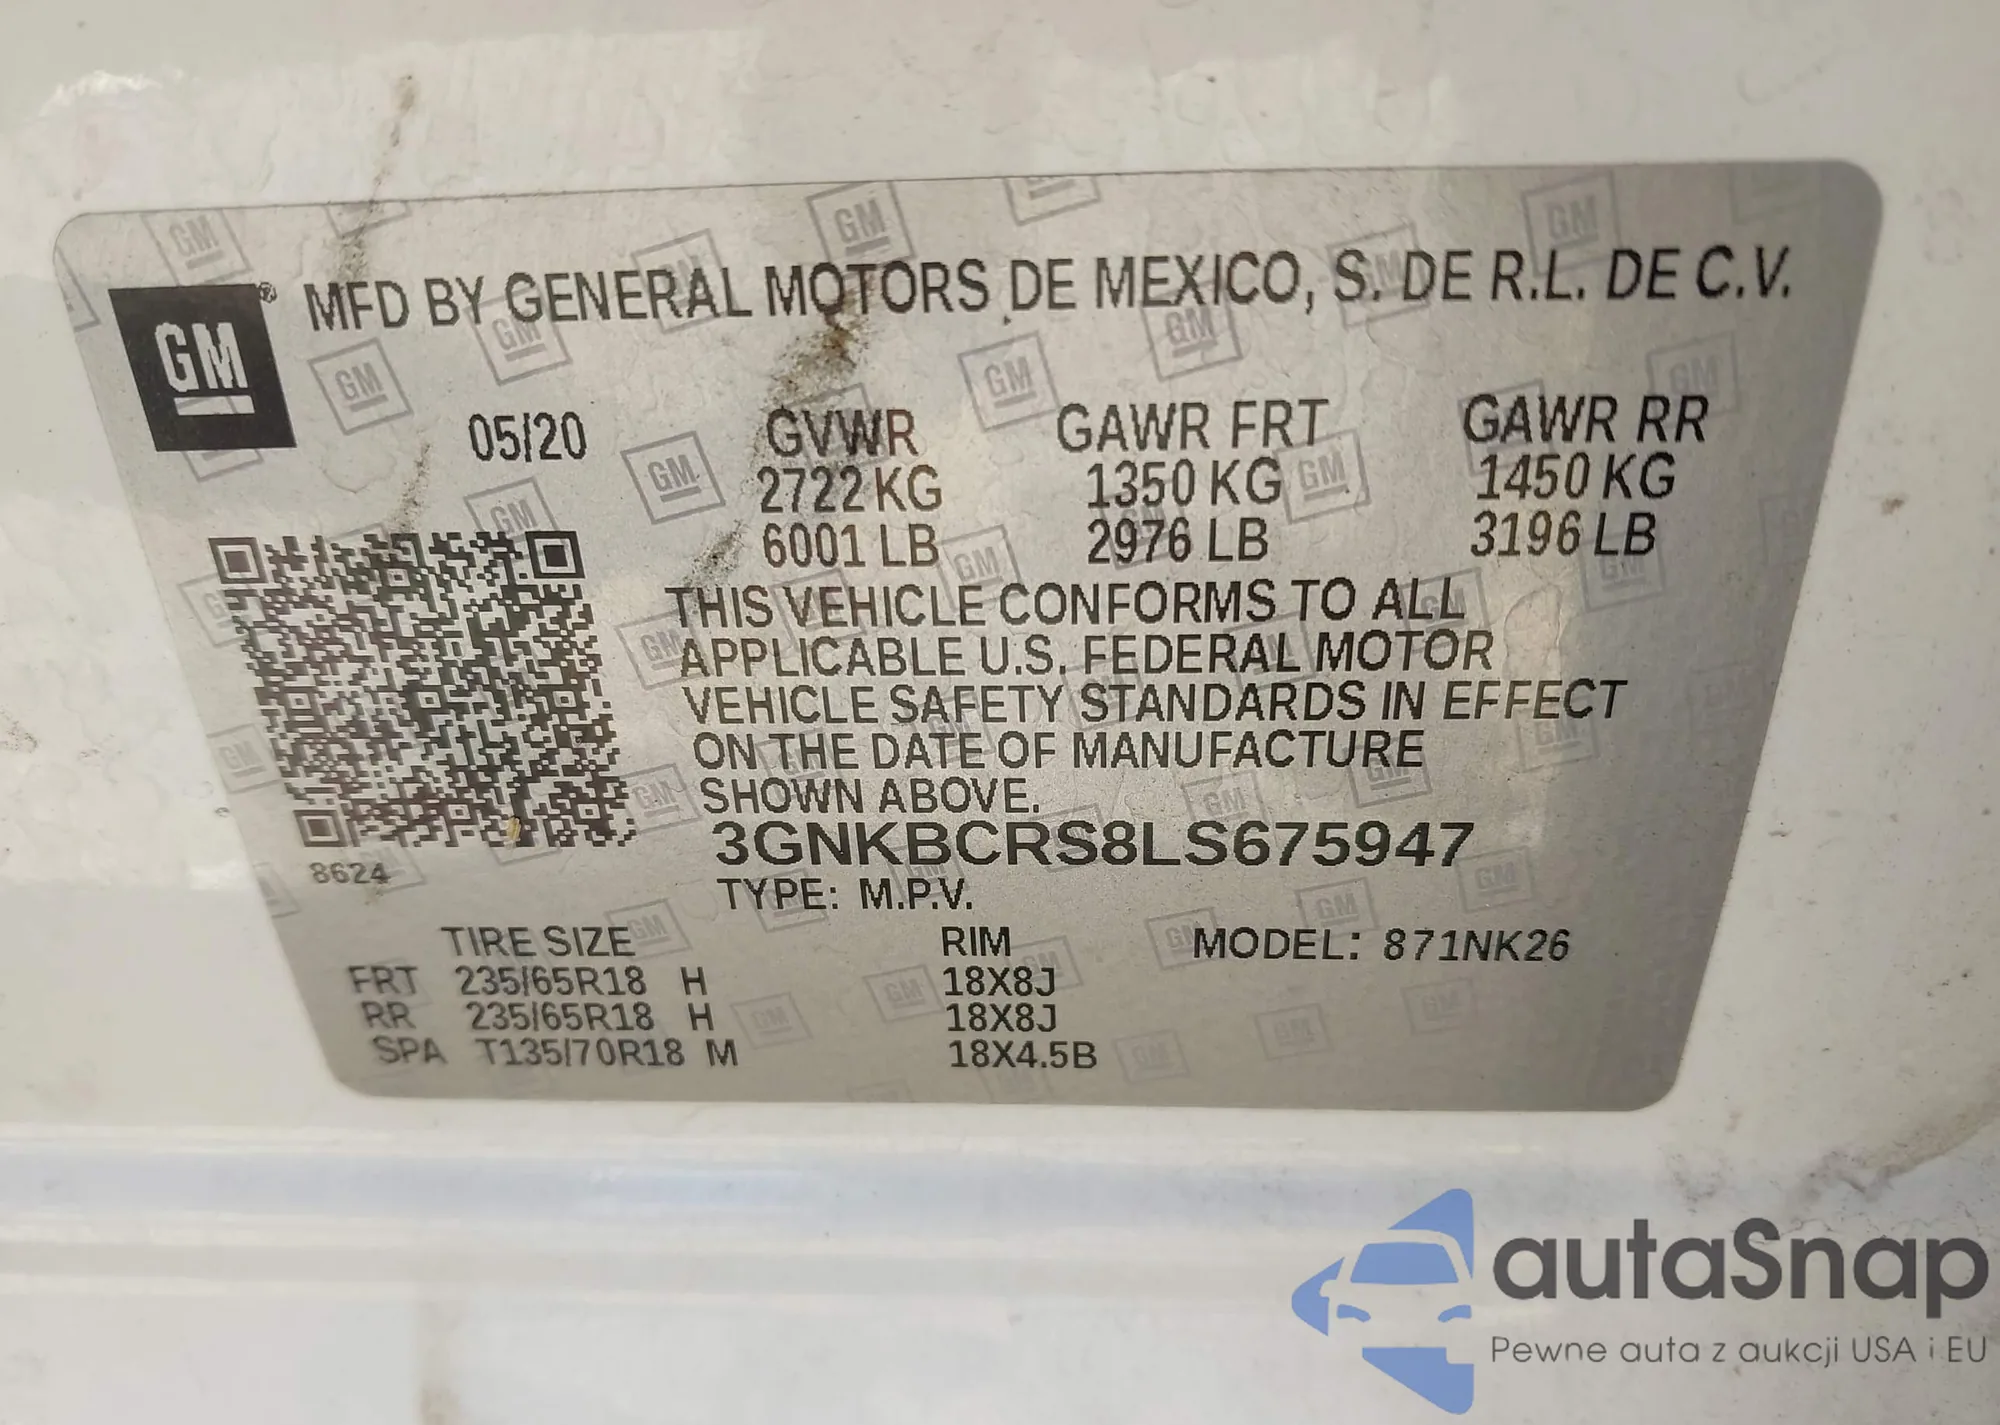 GM® MFD BY GENERAL MOTORS DE MEXICO, S. DE R.L. DE C.V.
05/20 GVWR GAWR FRT GAWR RR
2722 KG 1350 KG 1450 KG
6001 LB 2976 LB 3196 LB
THIS VEHICLE CONFORMS TO ALL
APPLICABLE U.S. FEDERAL MOTOR
VEHICLE SAFETY STANDARDS IN EFFECT
ON THE DATE OF MANUFACTURE
SHOWN ABOVE.
3GNKBCRS8LS675947
8624
TYPE: M.P.V.
TIRE SIZE RIM MODEL: 871NK26
FRT 235/65R18 H 18X8J
RR 235/65R18 H 18X8J
SPA T135/70R18 M 18X4.5B
autaSnap
Pewne auta z aukcji USA i EU